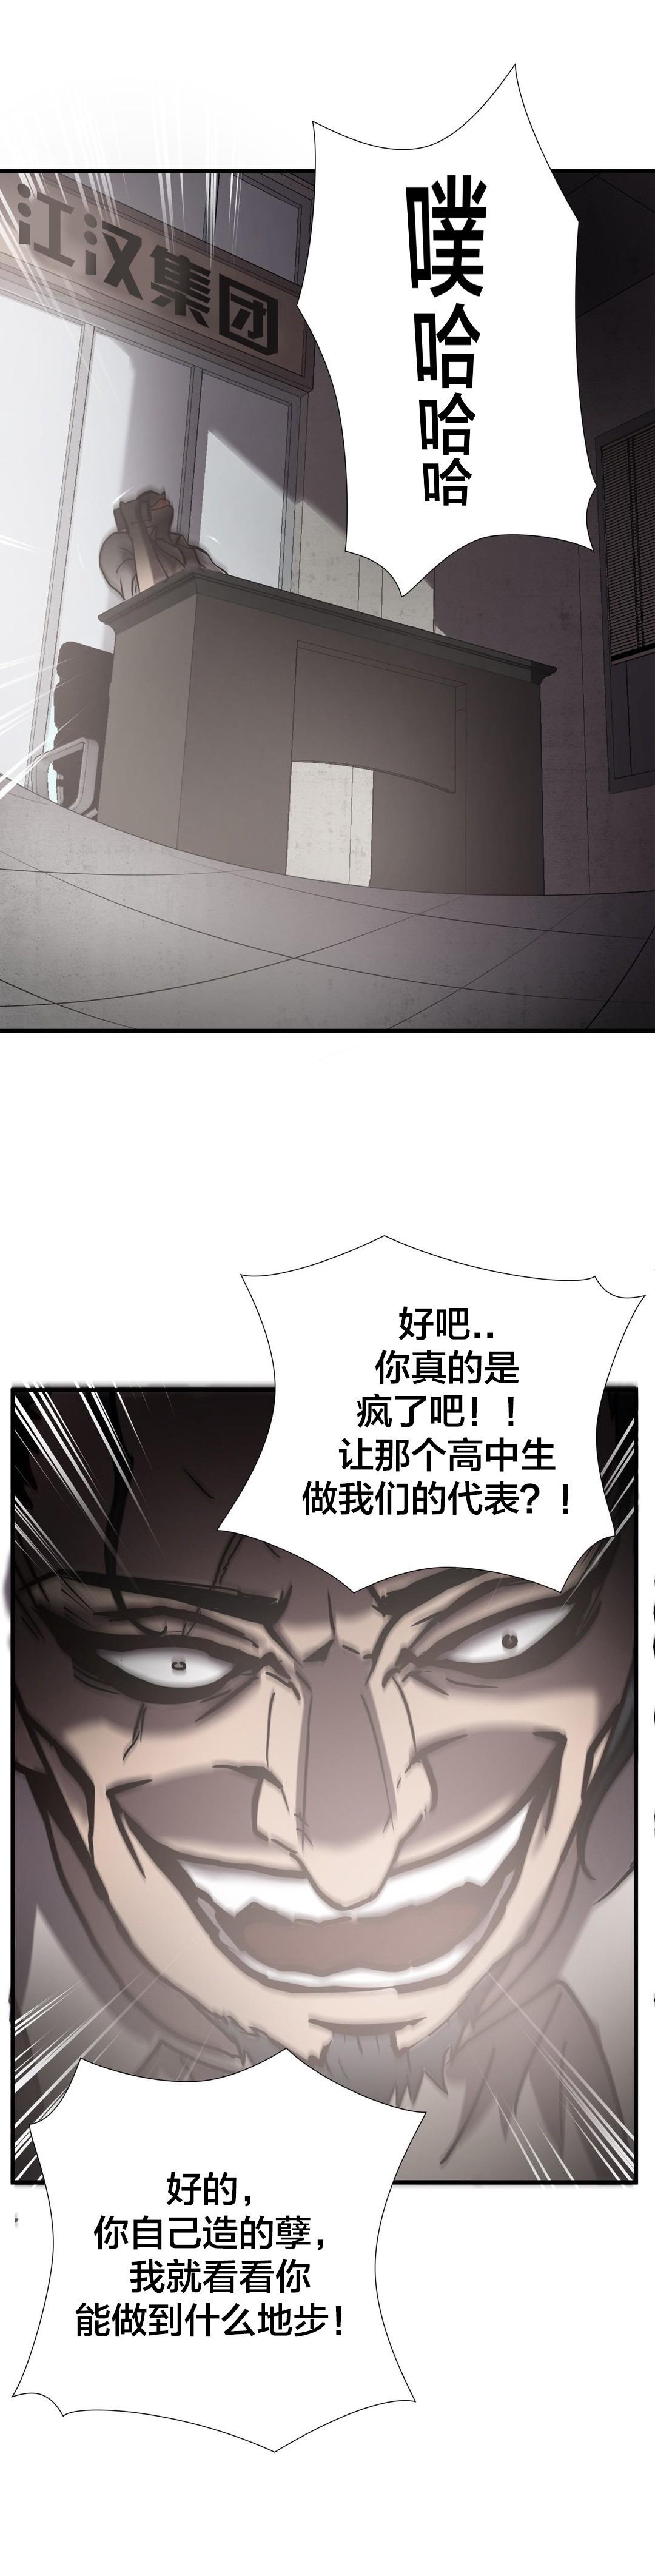 江汉集团
噗哈哈哈
好吧..
你真的是
疯了吧！！
让那个高中生
做我们的代表？！
好的，
你自己造的孽，
我就看看你
能做到什么地步！